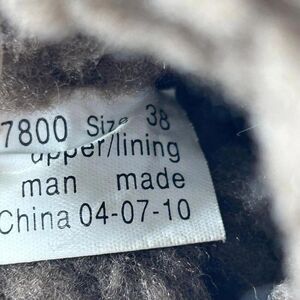 7800 Size 38
upper/lining
man made
China 04-07-10